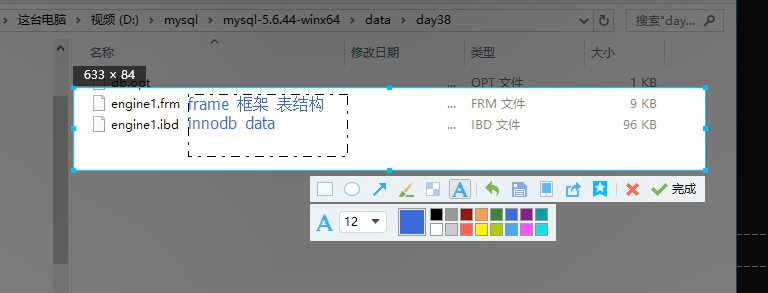 这台电脑 › 视频 (D:) › mysql › mysql-5.6.44-winx64 › data › day38
搜索"day...
名称 修改日期 类型 大小
633 × 84
db.opt ... OPT 文件 1 KB
engine1.frm frame 框架 表结构 ... FRM 文件 9 KB
engine1.ibd innodb data ... IBD 文件 96 KB
A 完成
A 12